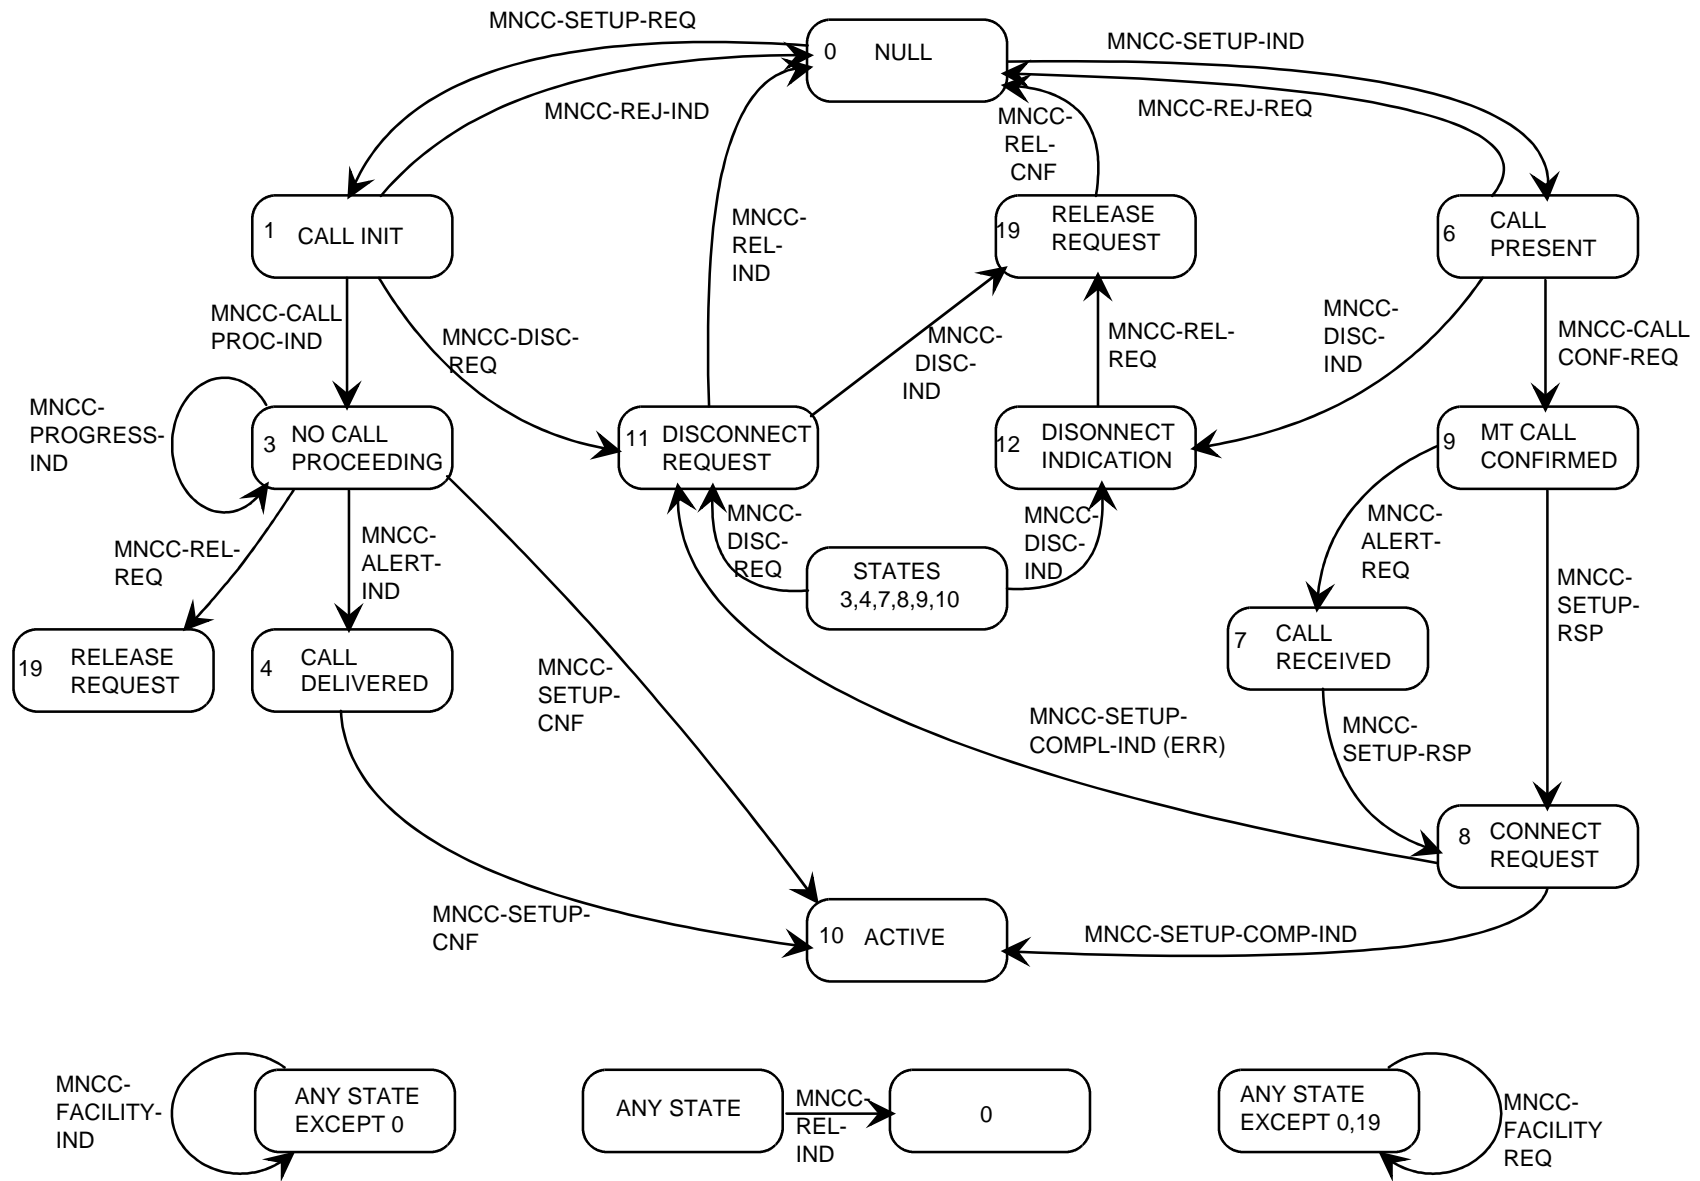 MNCC-SETUP-REQ
0 NULL
MNCC-SETUP-IND
MNCC-REJ-IND
MNCC-REJ-REQ
MNCC-
REL-
CNF
1 CALL INIT
MNCC-
REL-
IND
19 RELEASE
REQUEST
6 CALL
PRESENT
MNCC-CALL
PROC-IND
MNCC-DISC-
REQ
MNCC-
DISC-
IND
MNCC-REL-
REQ
MNCC-
DISC-
IND
MNCC-CALL
CONF-REQ
MNCC-
PROGRESS-
IND
3 NO CALL
PROCEEDING
11 DISCONNECT
REQUEST
12 DISONNECT
INDICATION
9 MT CALL
CONFIRMED
MNCC-REL-
REQ
MNCC-
ALERT-
IND
MNCC-
DISC-
REQ
STATES
3,4,7,8,9,10
MNCC-
DISC-
IND
MNCC-
ALERT-
REQ
MNCC-
SETUP-
RSP
19 RELEASE
REQUEST
4 CALL
DELIVERED
MNCC-
SETUP-
CNF
7 CALL
RECEIVED
MNCC-SETUP-
COMPL-IND (ERR)
MNCC-
SETUP-RSP
8 CONNECT
REQUEST
MNCC-SETUP-
CNF
10 ACTIVE
MNCC-SETUP-COMP-IND
MNCC-
FACILITY-
IND
ANY STATE
EXCEPT 0
ANY STATE
MNCC-
REL-
IND
0
ANY STATE
EXCEPT 0,19
MNCC-
FACILITY
REQ